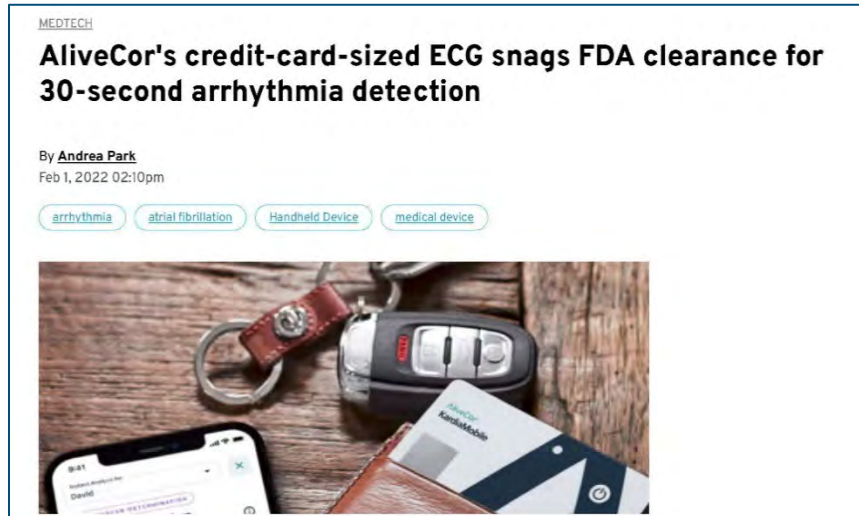 MEDTECH
AliveCor's credit-card-sized ECG snags FDA clearance for
30-second arrhythmia detection
By Andrea Park
Feb 1, 2022 02:10pm
arrhythmia
atrial fibrillation
Handheld Device
medical device
AliveCor
KardiaMobile
9:41
David
DETERMINATION